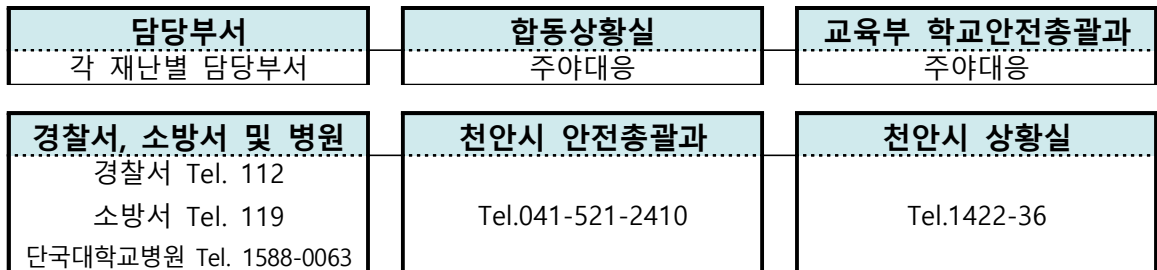 담당부서
각 재난별 담당부서
합동상황실
주야대응
교육부 학교안전총괄과
주야대응
경찰서, 소방서 및 병원
경찰서 Tel. 112
소방서 Tel. 119
단국대학교병원 Tel. 1588-0063
천안시 안전총괄과
Tel.041-521-2410
천안시 상황실
Tel.1422-36